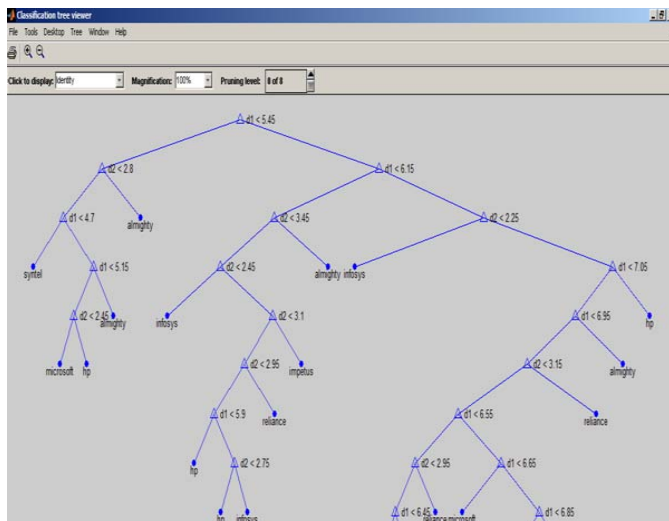 Classification tree viewer
File Tools Desktop Tree Window Help
Click to display: Identity Magnification: 100% Pruning level: 8 of 8
d1 < 5.45
d2 < 2.8 d1 < 6.15
d1 < 4.7 almighty d2 < 3.45 d2 < 2.25
syntel d1 < 5.15 d2 < 2.45 almighty infosys d1 < 7.05
d2 < 2.45 almighty infosys d2 < 3.1 d1 < 6.95 hp
microsoft hp d2 < 2.95 impetus d2 < 3.15 almighty
d1 < 5.9 reliance d1 < 6.55 reliance
hp d2 < 2.75 d2 < 2.95 d1 < 6.65
hp infosys d1 < 6.45 reliance microsoft d1 < 6.85